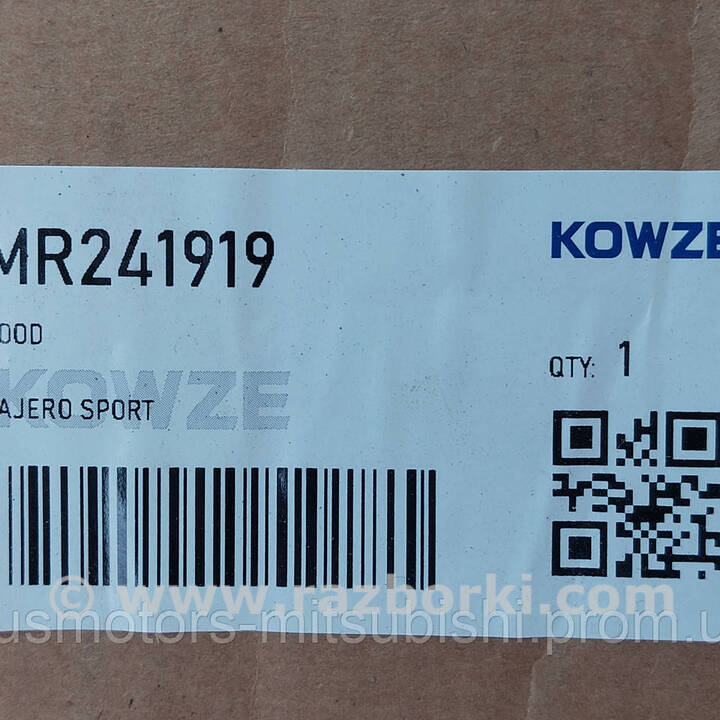 MR241919
KOWZE
OOD
KOWZE
AJERO SPORT
QTY: 1
© www.razborki.com
usmotors-mitsubishi.prom.u